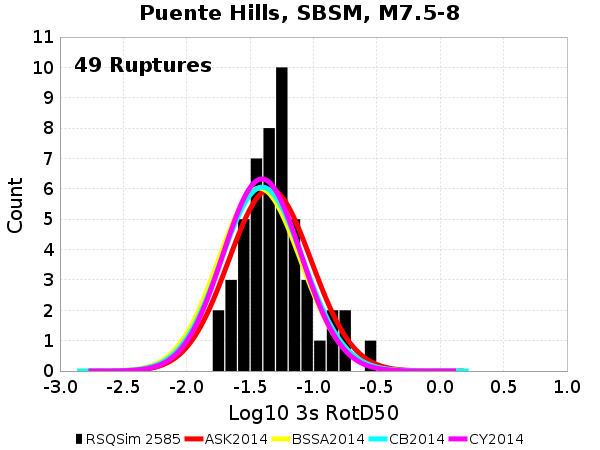 Puente Hills, SBSM, M7.5-8
49 Ruptures
Count
11
10
9
8
7
6
5
4
3
2
1
0
-3.0 -2.5 -2.0 -1.5 -1.0 -0.5 0.0 0.5 1.0
Log10 3s RotD50
RSQSim 2585 ASK2014 BSSA2014 CB2014 CY2014